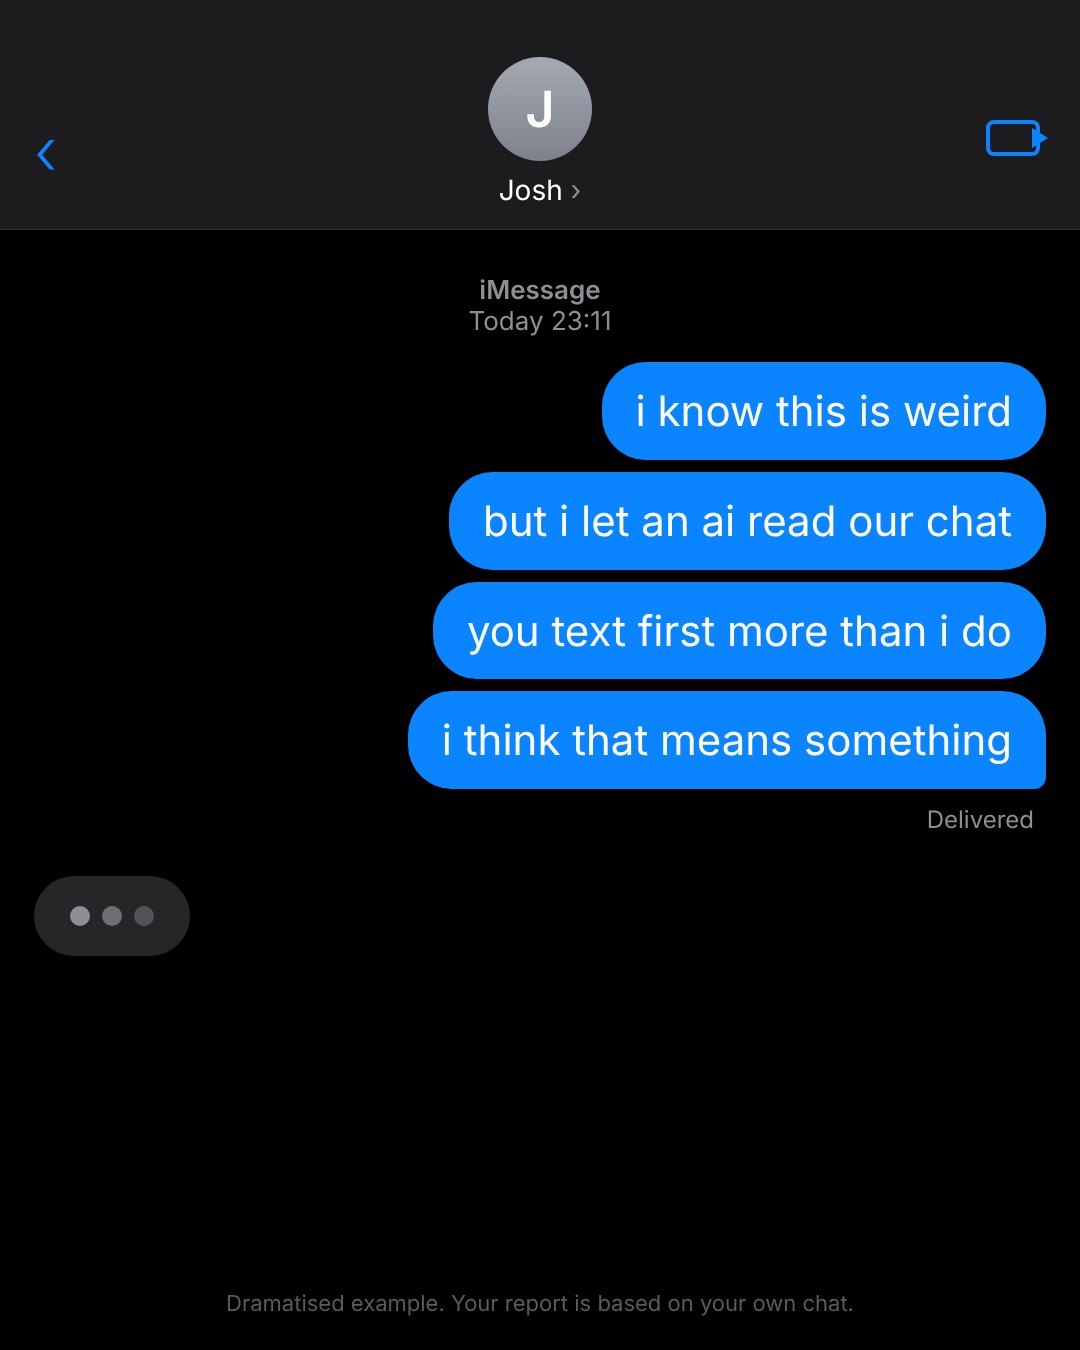 J
Josh ›
iMessage
Today 23:11
i know this is weird
but i let an ai read our chat
you text first more than i do
i think that means something
Delivered
Dramatised example. Your report is based on your own chat.